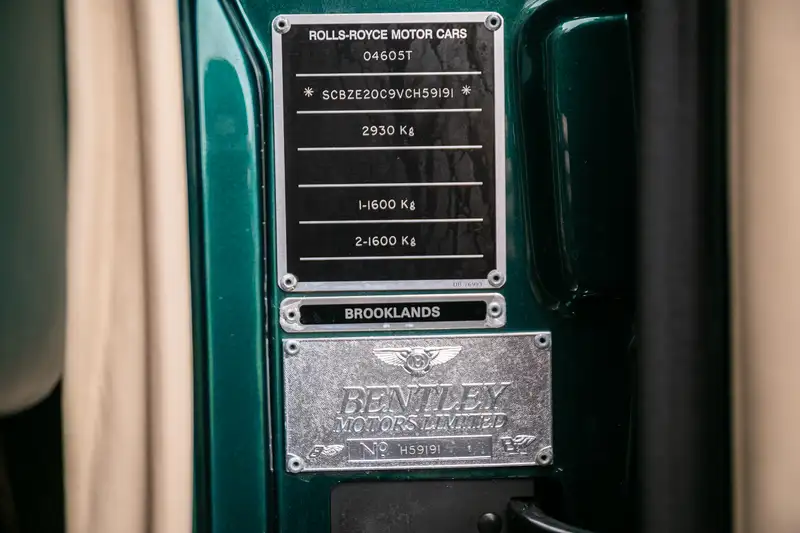 ROLLS-ROYCE MOTOR CARS
04605T
* SCBZE20C9VCH59191 *
2930 Kg
1-1600 Kg
2-1600 Kg
BROOKLANDS
B
BENTLEY
MOTORS LIMITED
No H59191